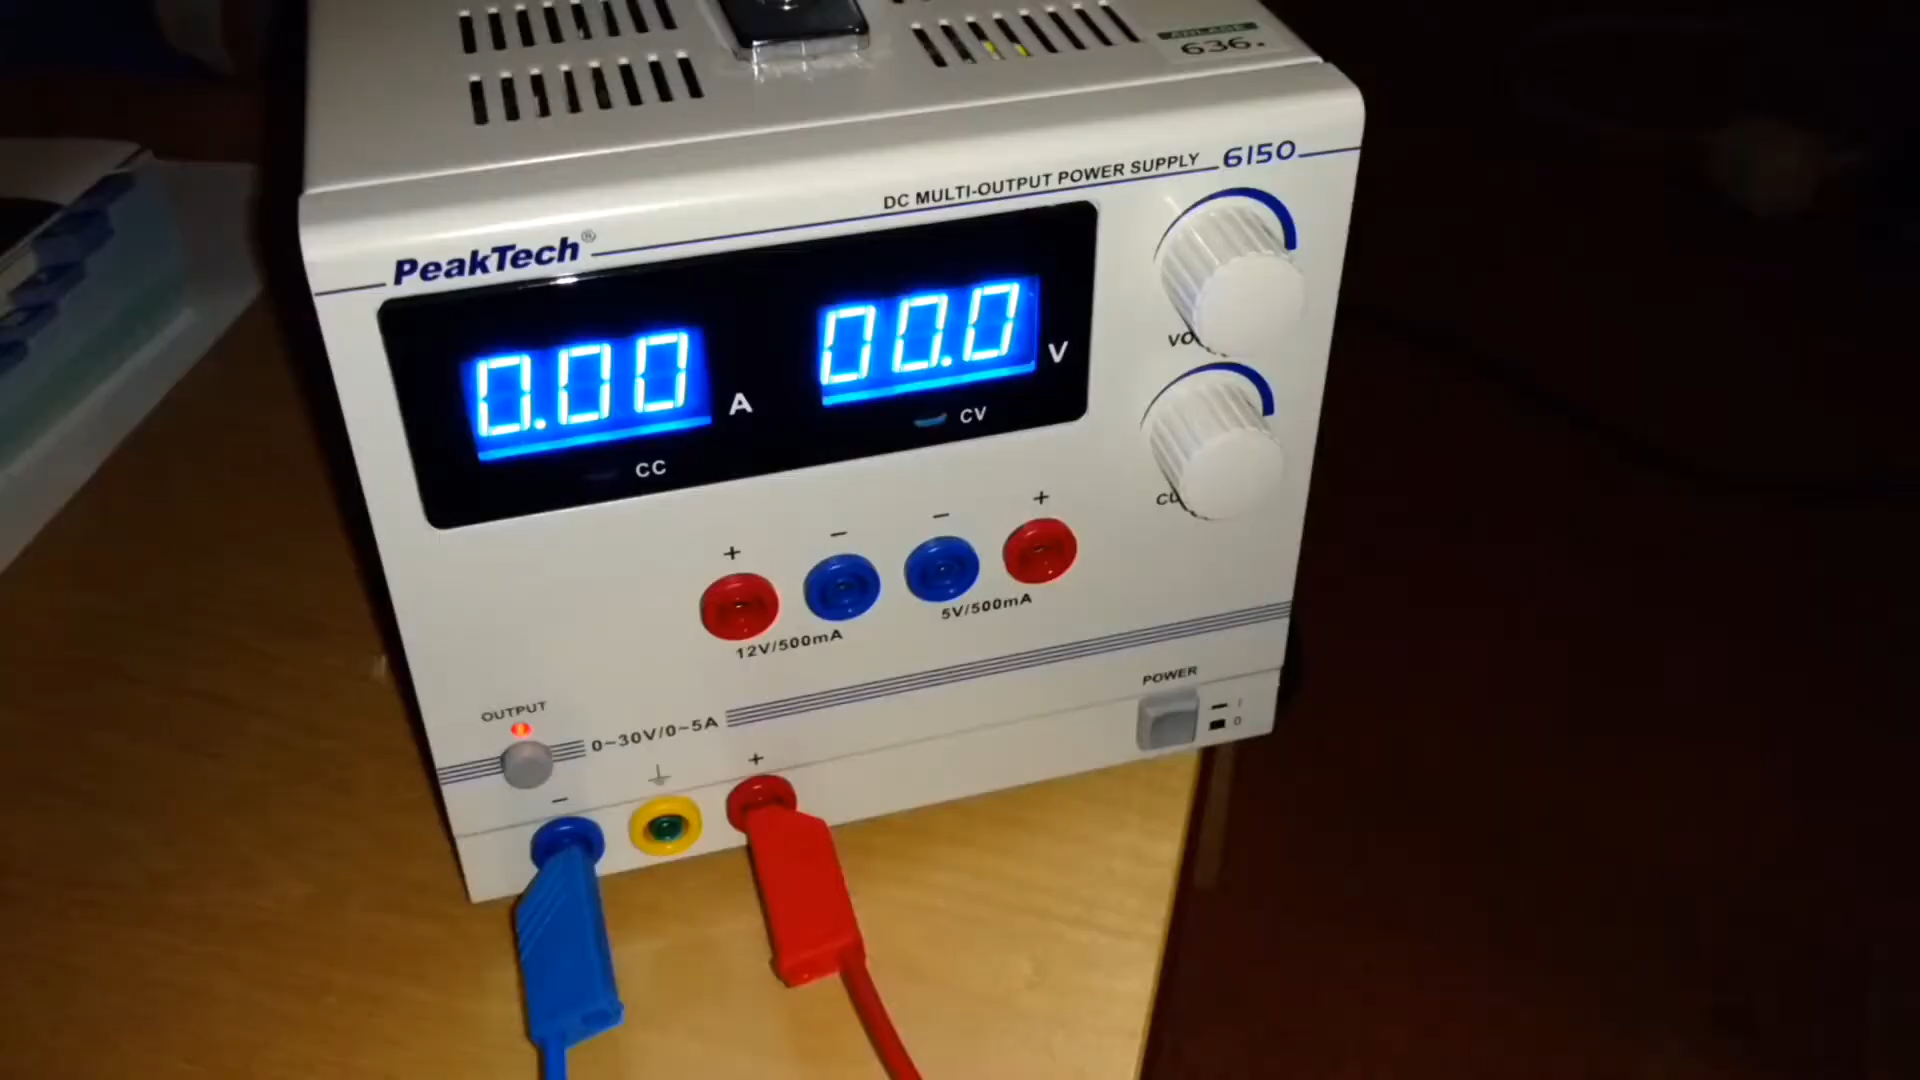 636.
DC MULTI-OUTPUT POWER SUPPLY 6150
PeakTech®
0.00 A
00.0 V
CC
CV
+ - - +
12V/500mA
5V/500mA
POWER
I
0
OUTPUT
0~30V/0~5A
- +